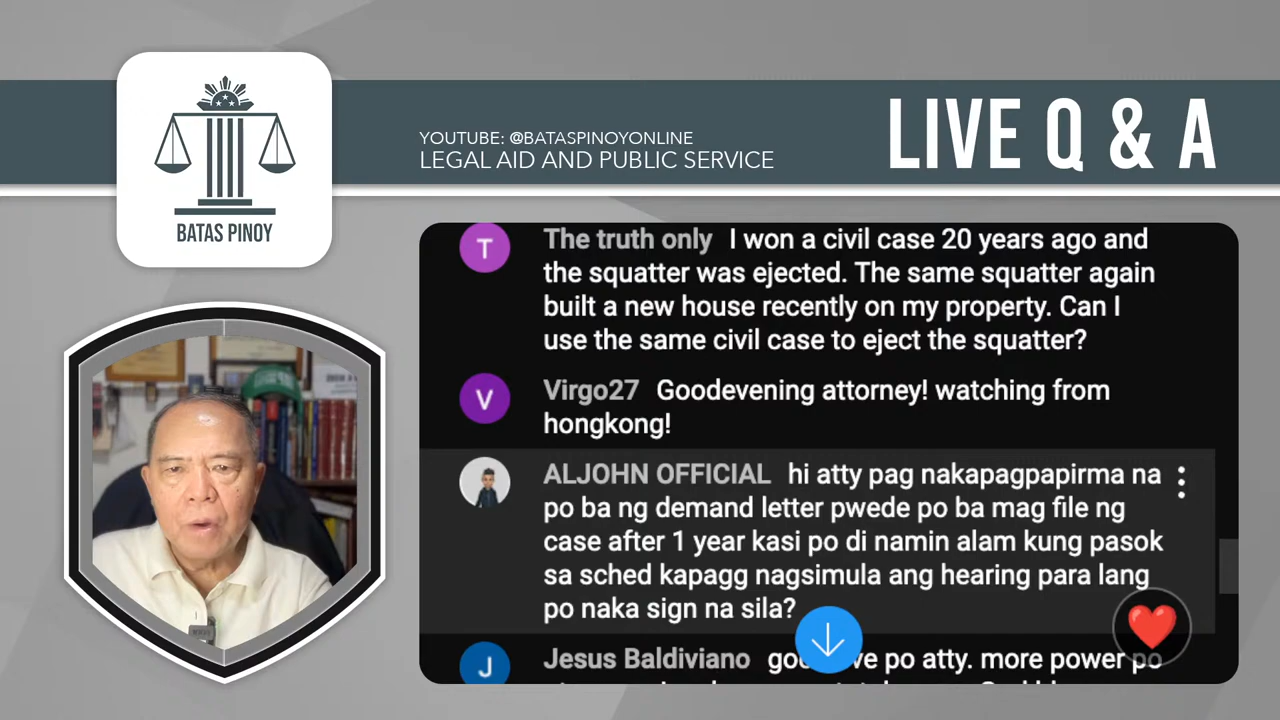 YOUTUBE: @BATASPINOYONLINE
LEGAL AID AND PUBLIC SERVICE
LIVE Q & A
BATAS PINOY
T
The truth only I won a civil case 20 years ago and
the squatter was ejected. The same squatter again
built a new house recently on my property. Can I
use the same civil case to eject the squatter?
V
Virgo27 Goodevening attorney! watching from
hongkong!
ALJOHN OFFICIAL hi atty pag nakapagpapirma na
po ba ng demand letter pwede po ba mag file ng
case after 1 year kasi po di namin alam kung pasok
sa sched kapagg nagsimula ang hearing para lang
po naka sign na sila?
J
Jesus Baldiviano po atty. more power po